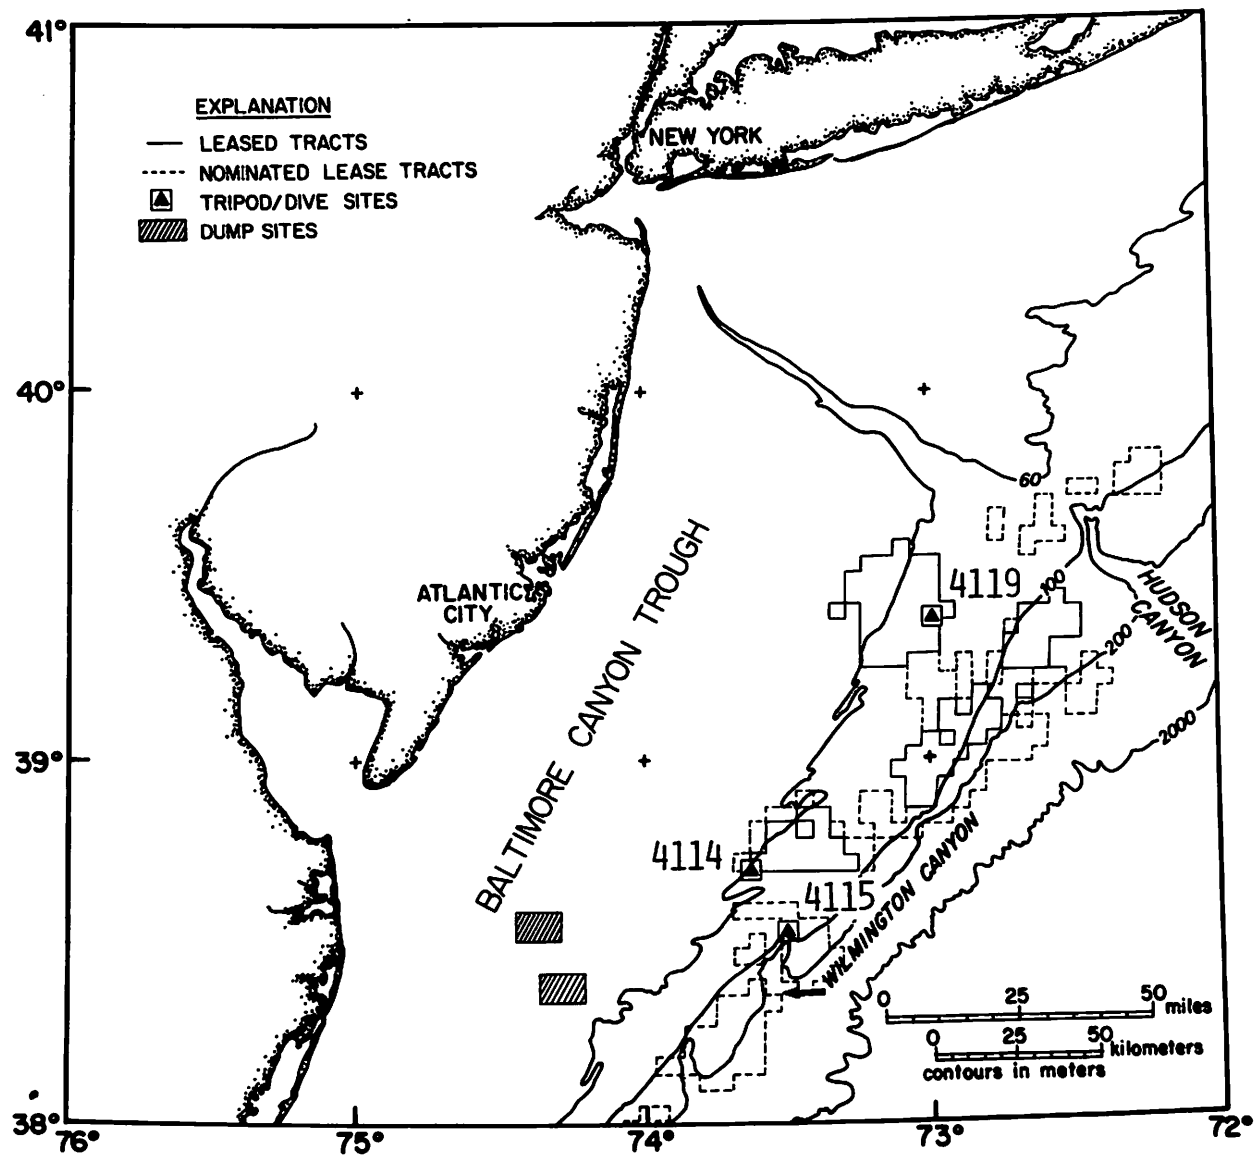 41°
EXPLANATION
LEASED TRACTS
NOMINATED LEASE TRACTS
TRIPOD/DIVE SITES
DUMP SITES
NEW YORK
40°
60
ATLANTIC
CITY
BALTIMORE CANYON TROUGH
4119
100
HUDSON
CANYON
200
2000
39°
4114
4115
WILMINGTON CANYON
0 25 50 miles
0 25 50 kilometers
contours in meters
38°
76° 75° 74° 73° 72°